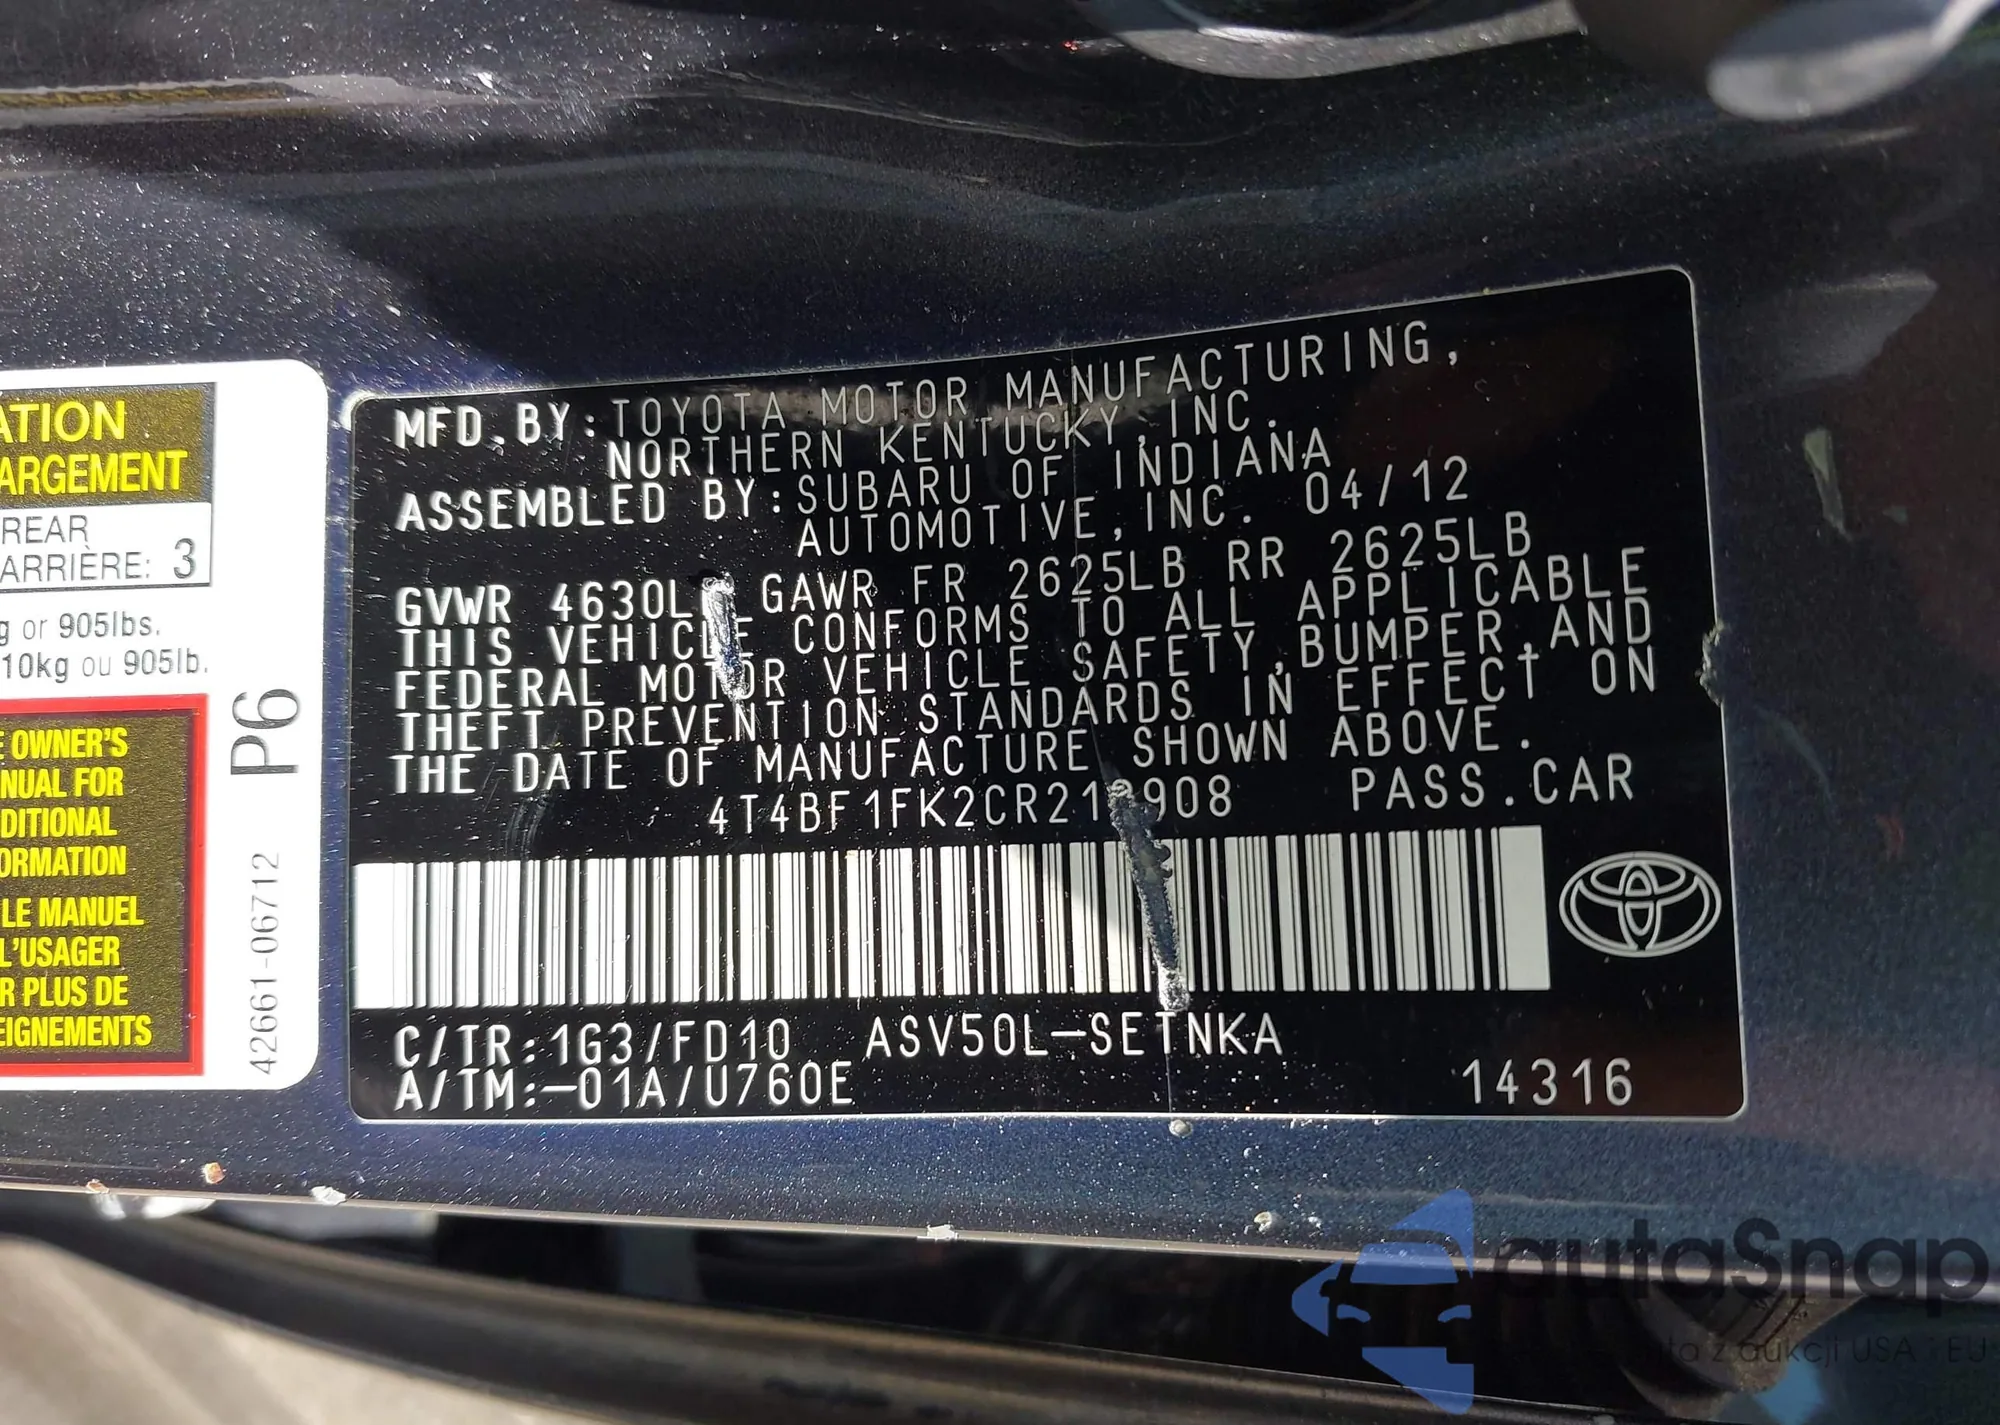 ATION
ARGEMENT
REAR
ARRIÈRE: 3
g or 905lbs.
10kg ou 905lb.
E OWNER'S
NUAL FOR
DITIONAL
ORMATION
LE MANUEL
L'USAGER
R PLUS DE
EIGNEMENTS
P6
42661-06712
MFD.BY:TOYOTA MOTOR MANUFACTURING,
NORTHERN KENTUCKY,INC.
ASSEMBLED BY:SUBARU OF INDIANA
AUTOMOTIVE,INC. 04/12
GVWR 4630L GAWR FR 2625LB RR 2625LB
THIS VEHICLE CONFORMS TO ALL APPLICABLE
FEDERAL MOTOR VEHICLE SAFETY,BUMPER,AND
THEFT PREVENTION STANDARDS IN EFFECT ON
THE DATE OF MANUFACTURE SHOWN ABOVE.
PASS.CAR
C/TR:1G3/FD10 ASV50L-SETNKA
A/TM:-01A/U760E 14316
autoSnap
z aukcji USA i EU